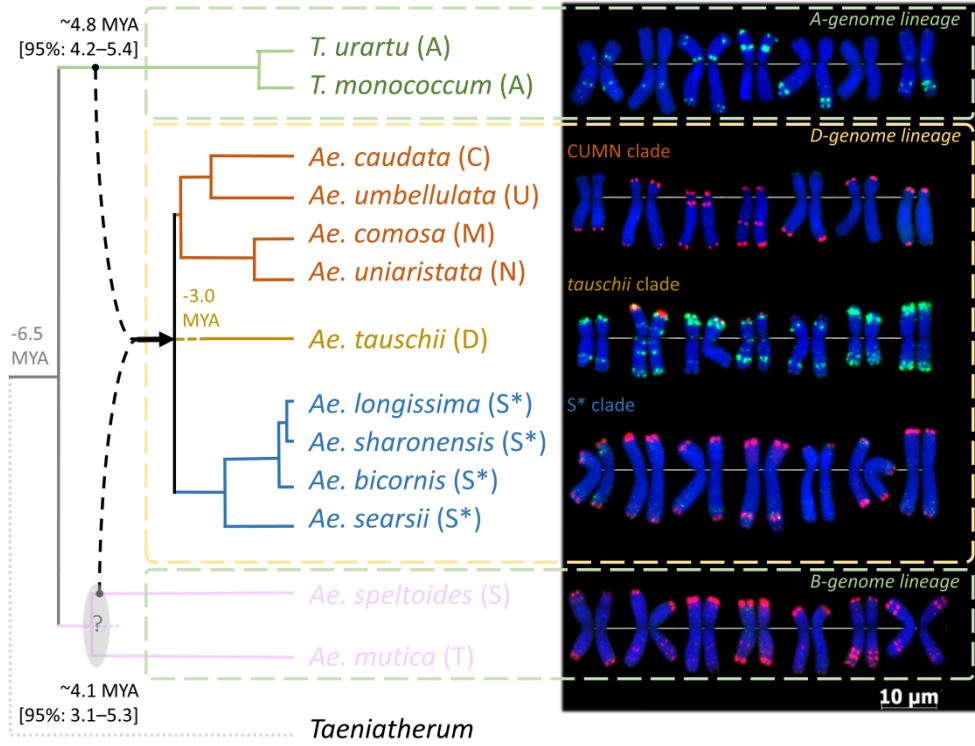 ~4.8 MYA
[95%: 4.2–5.4]
T. urartu (A)
T. monococcum (A)
A-genome lineage
D-genome lineage
CUMN clade
Ae. caudata (C)
Ae. umbellulata (U)
Ae. comosa (M)
Ae. uniaristata (N)
-3.0
MYA
tauschii clade
-6.5
MYA
Ae. tauschii (D)
S* clade
Ae. longissima (S*)
Ae. sharonensis (S*)
Ae. bicornis (S*)
Ae. searsii (S*)
B-genome lineage
Ae. speltoides (S)
?
Ae. mutica (T)
~4.1 MYA
[95%: 3.1–5.3]
10 µm
Taeniatherum